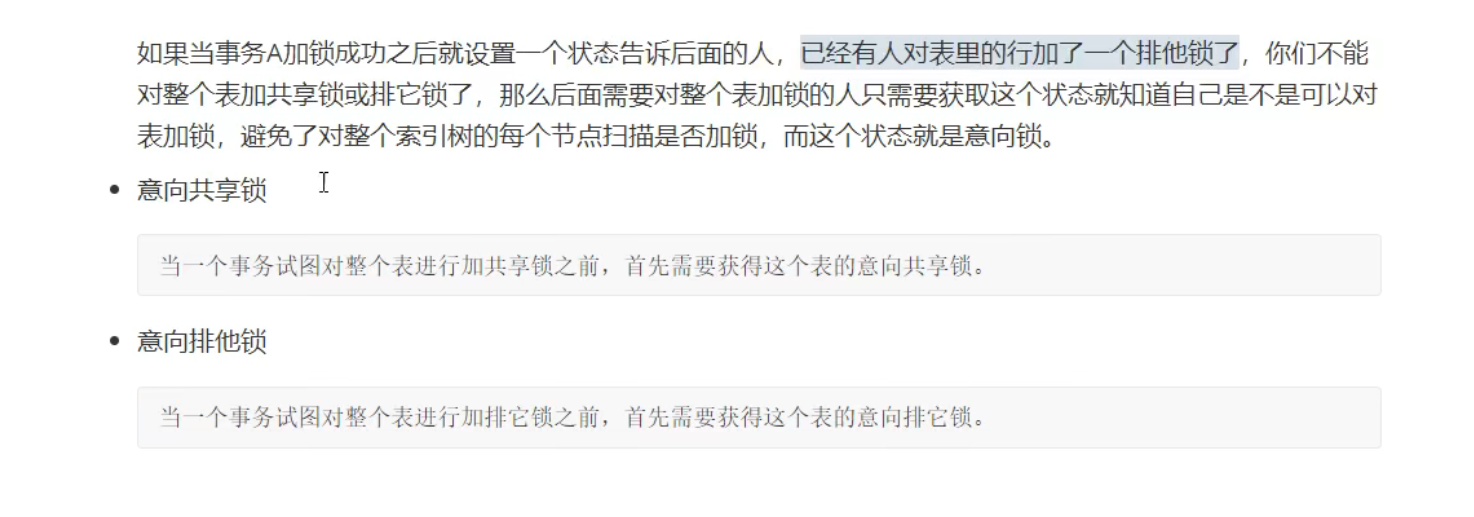 如果当事务A加锁成功之后就设置一个状态告诉后面的人，已经有人对表里的行加了一个排他锁了，你们不能
对整个表加共享锁或排它锁了，那么后面需要对整个表加锁的人只需要获取这个状态就知道自己是不是可以对
表加锁，避免了对整个索引树的每个节点扫描是否加锁，而这个状态就是意向锁。
• 意向共享锁
当一个事务试图对整个表进行加共享锁之前，首先需要获得这个表的意向共享锁。
• 意向排他锁
当一个事务试图对整个表进行加排它锁之前，首先需要获得这个表的意向排它锁。